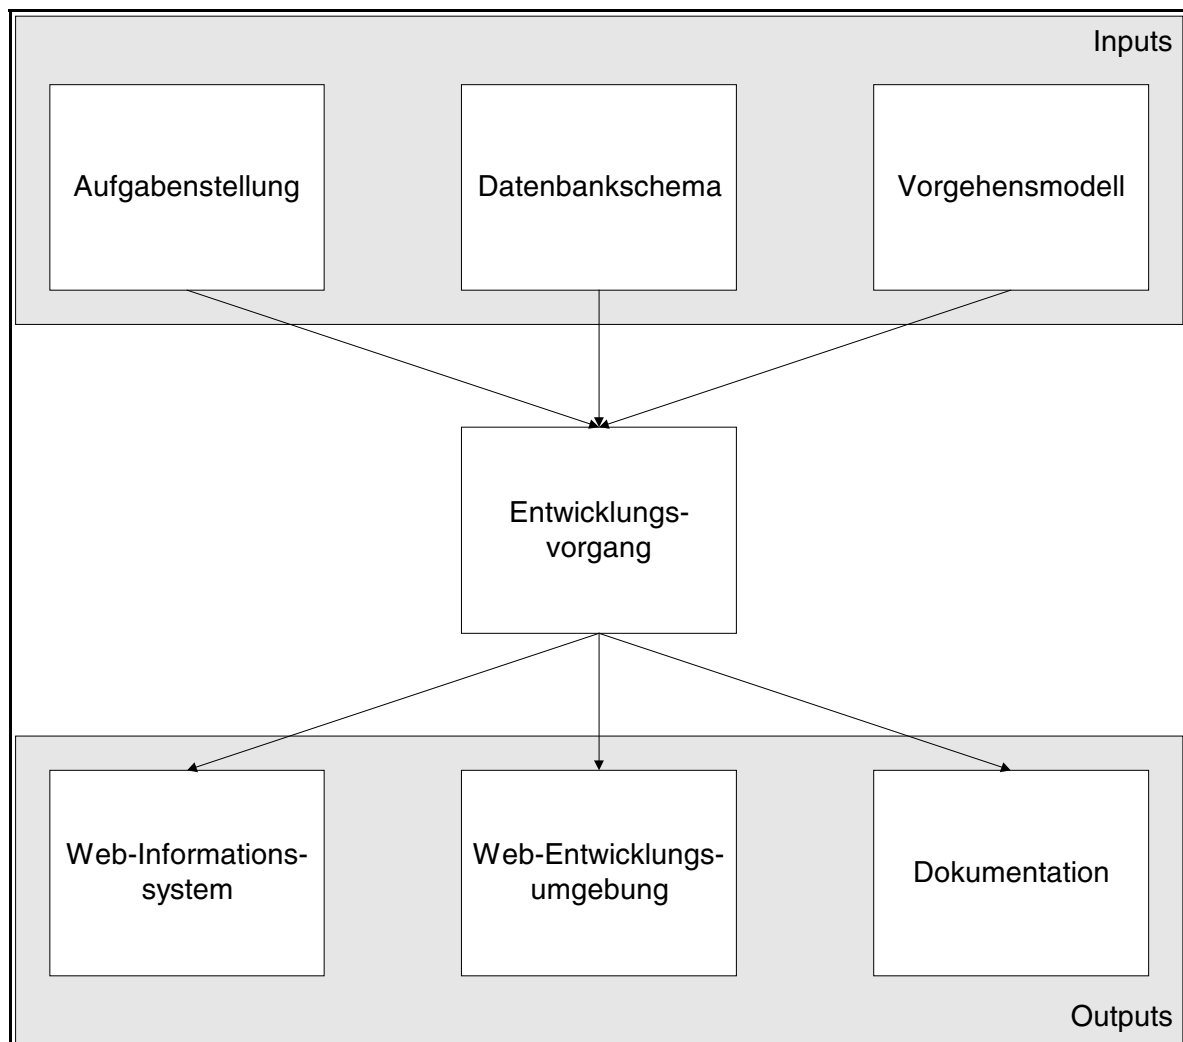 Inputs
Aufgabenstellung
Datenbankschema
Vorgehensmodell
Entwicklungs-
vorgang
Web-Informations-
system
Web-Entwicklungs-
umgebung
Dokumentation
Outputs